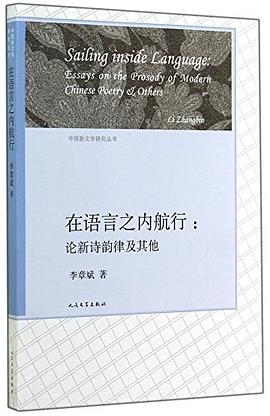 Sailing inside Language:
Essays on the Prosody of Modern
Chinese Poetry & Others
Li Zhangbin
中国新文学研究丛书
在语言之内航行：
论新诗韵律及其他
李章斌 著
人民文学出版社
在语言之内航行
李章斌 著
人民文学出版社